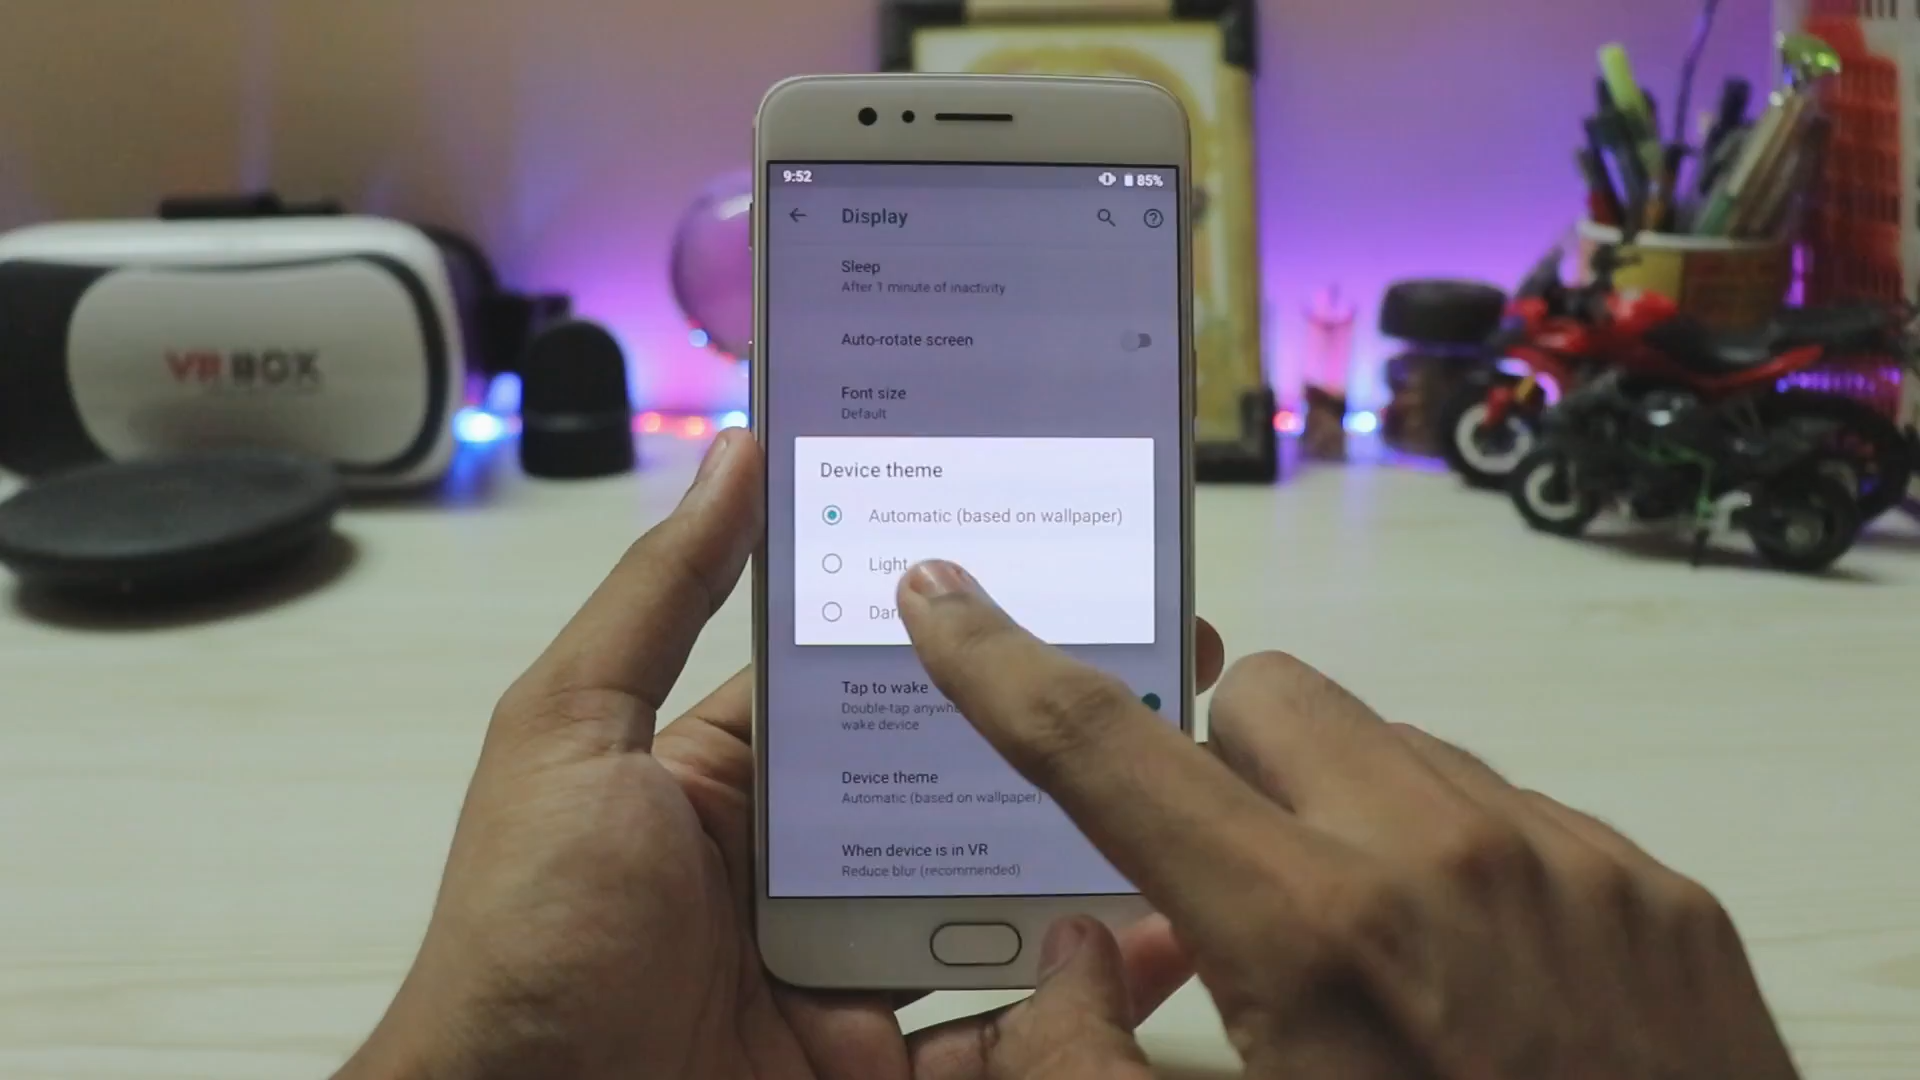 9:52
85%
Display
Sleep
After 1 minute of inactivity
Auto-rotate screen
Font size
Default
Device theme
Automatic (based on wallpaper)
Light
Tap to wake
Double-tap
wake device
Device theme
Automatic (based on wallpaper)
When device is in VR
Reduce blur (recommended)
VR BOX